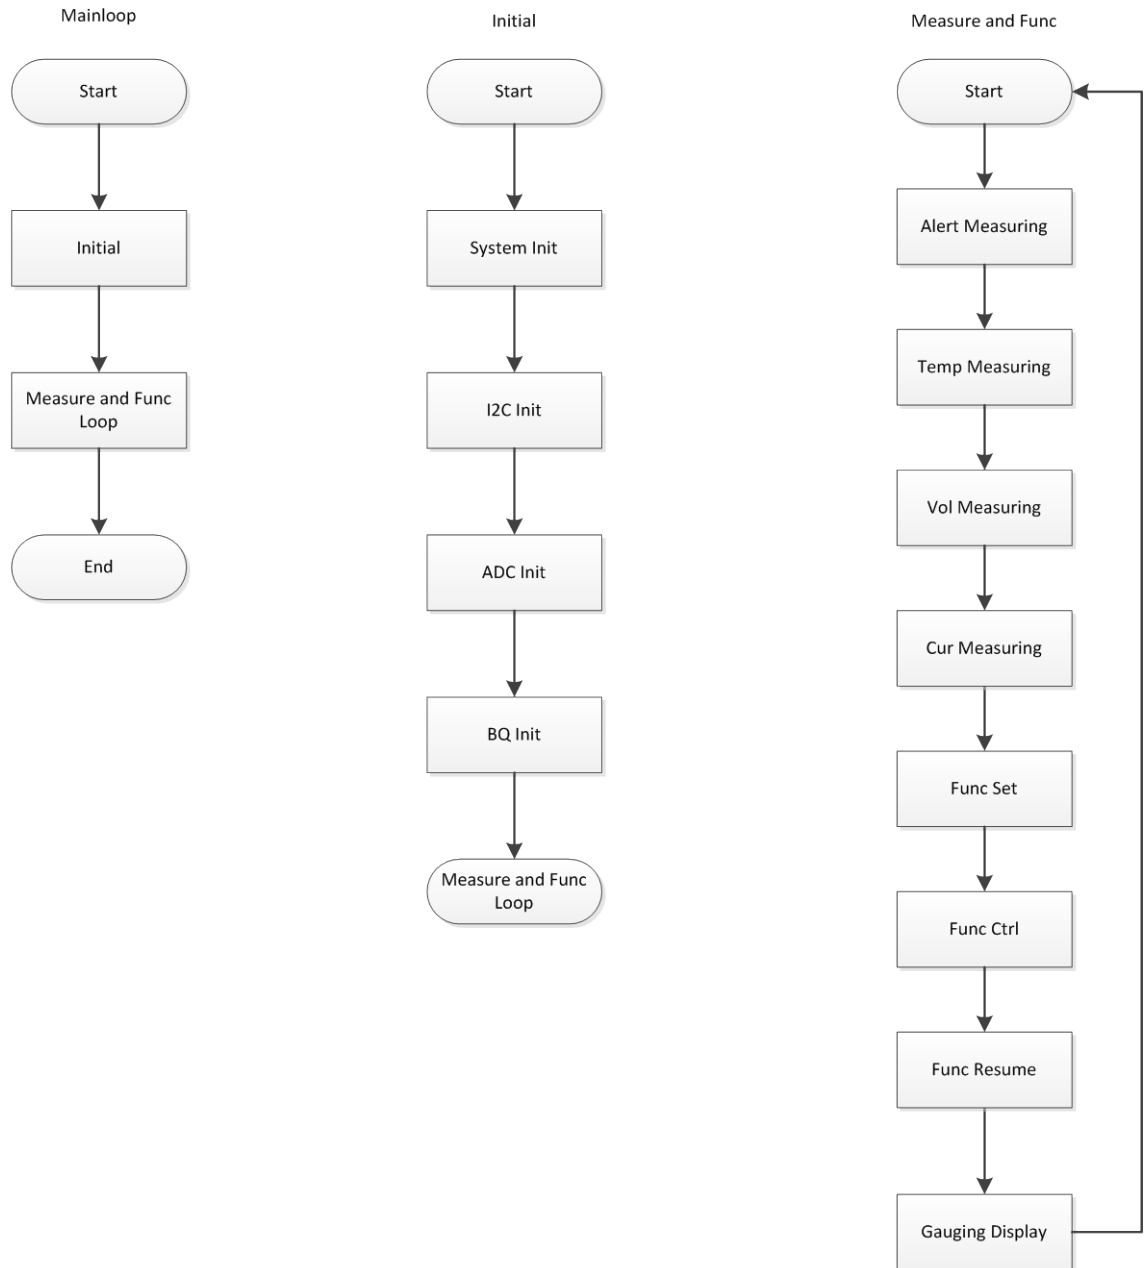 Mainloop
Start
Initial
Measure and Func
Loop
End
Initial
Start
System Init
I2C Init
ADC Init
BQ Init
Measure and Func
Loop
Measure and Func
Start
Alert Measuring
Temp Measuring
Vol Measuring
Cur Measuring
Func Set
Func Ctrl
Func Resume
Gauging Display